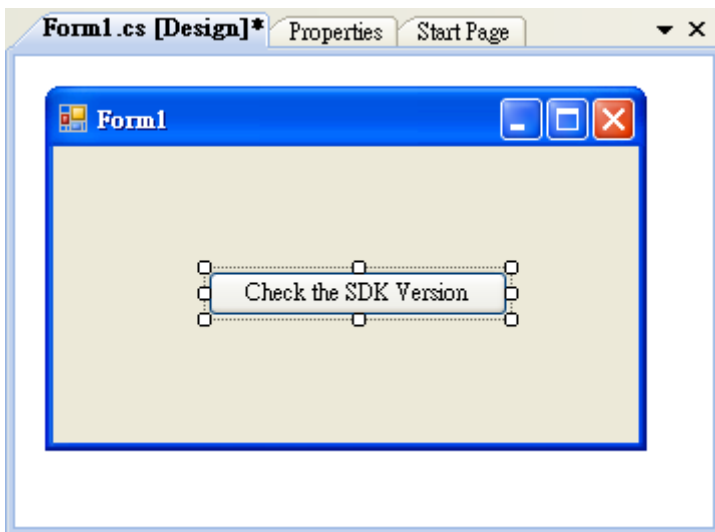 Form1.cs [Design]* Properties Start Page
Form1
Check the SDK Version